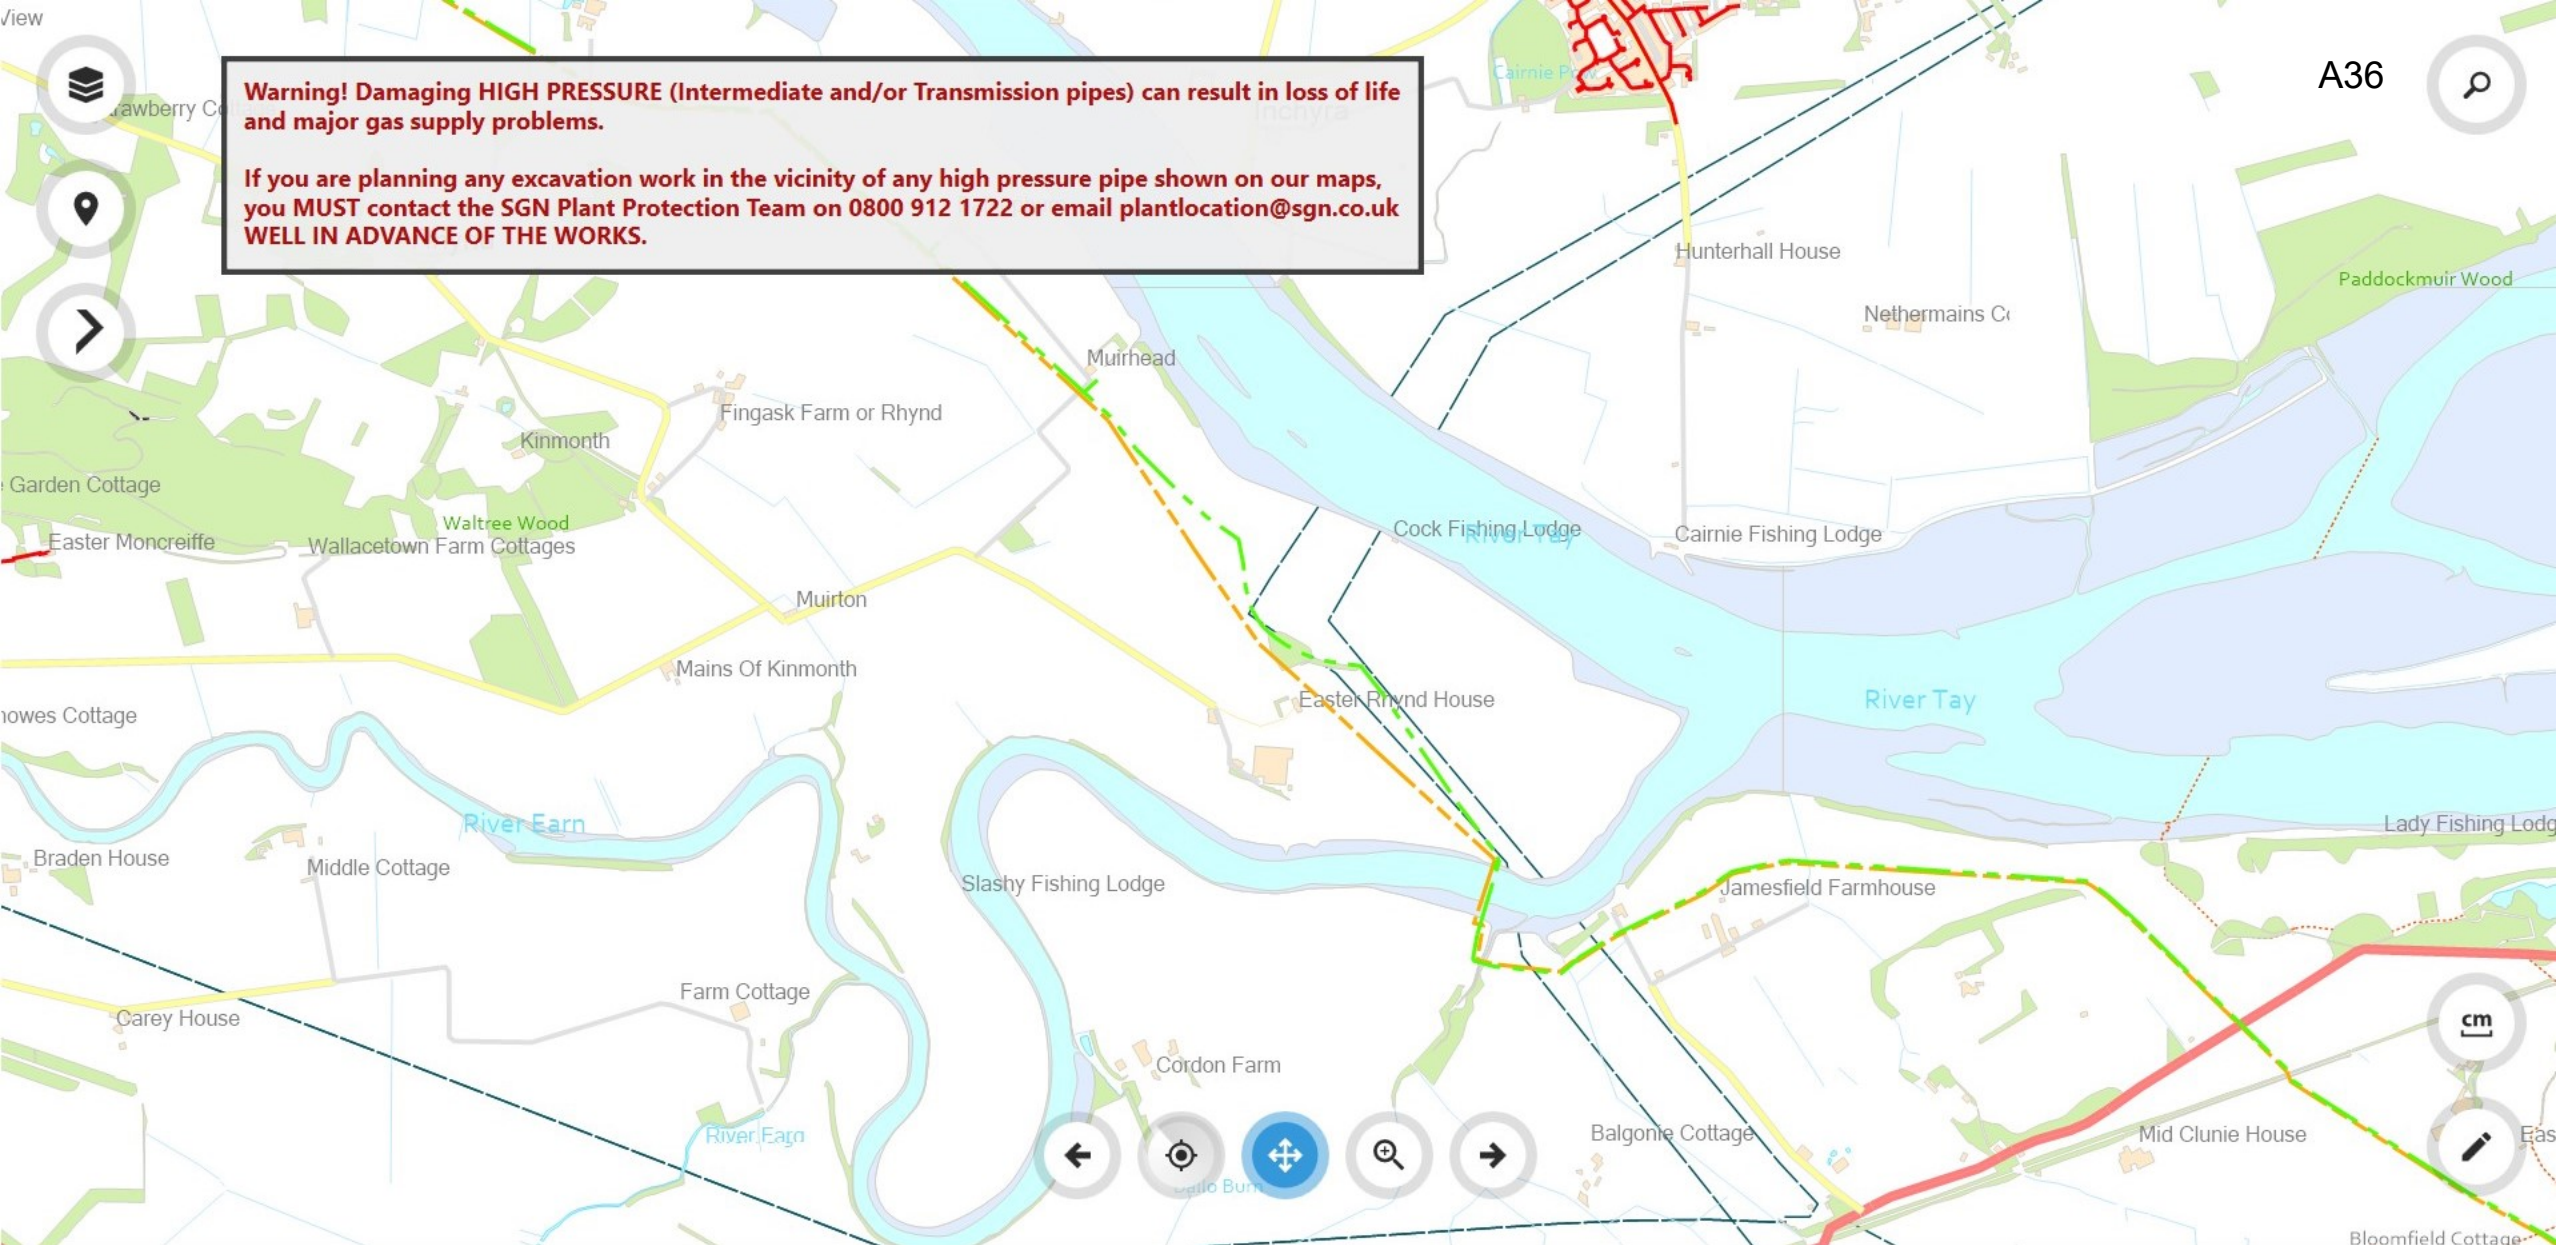 View
A36
Warning! Damaging HIGH PRESSURE (Intermediate and/or Transmission pipes) can result in loss of life
and major gas supply problems.
If you are planning any excavation work in the vicinity of any high pressure pipe shown on our maps,
you MUST contact the SGN Plant Protection Team on 0800 912 1722 or email plantlocation@sgn.co.uk
WELL IN ADVANCE OF THE WORKS.
Inchyra
Hunterhall House
Paddockmuir Wood
Nethermains
Muirhead
Fingask Farm or Rhynd
Kinmonth
Garden Cottage
Waltree Wood
Easter Moncreiffe
Wallacetown Farm Cottages
Cock Fishing Lodge
River Tay
Cairnie Fishing Lodge
Muirton
Mains Of Kinmonth
Easter Rhynd House
River Tay
Cottage
River Earn
Lady Fishing Lodg
Braden House
Middle Cottage
Slashy Fishing Lodge
Jamesfield Farmhouse
Farm Cottage
Carey House
cm
Cordon Farm
River Earn
Balgonie Cottage
Mid Clunie House
Eas
Burn
Bloomfield Cottage